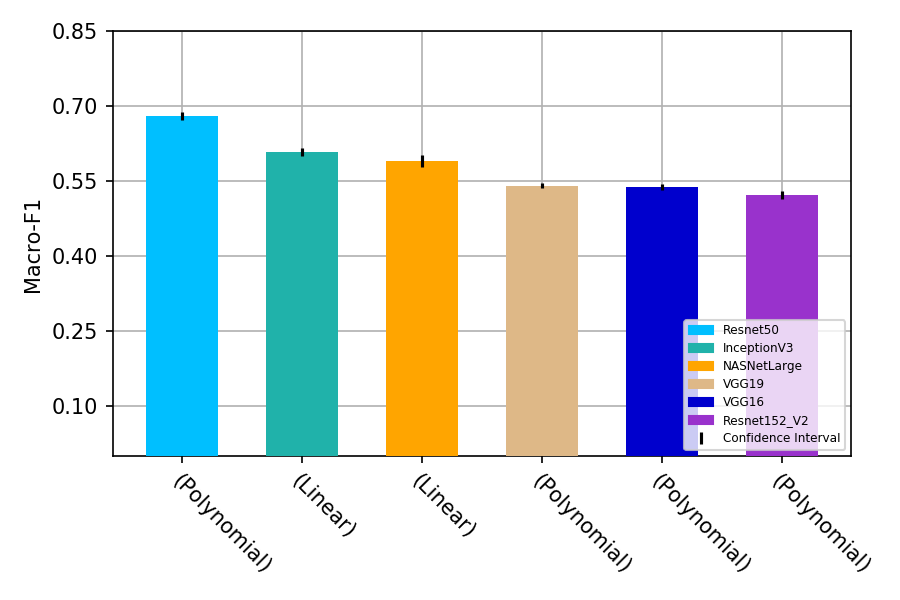 0.85
0.70
0.55
0.40
0.25
0.10
Macro-F1
Resnet50
InceptionV3
NASNetLarge
VGG19
VGG16
Resnet152_V2
Confidence Interval
(Polynomial)
(Linear)
(Linear)
(Polynomial)
(Polynomial)
(Polynomial)